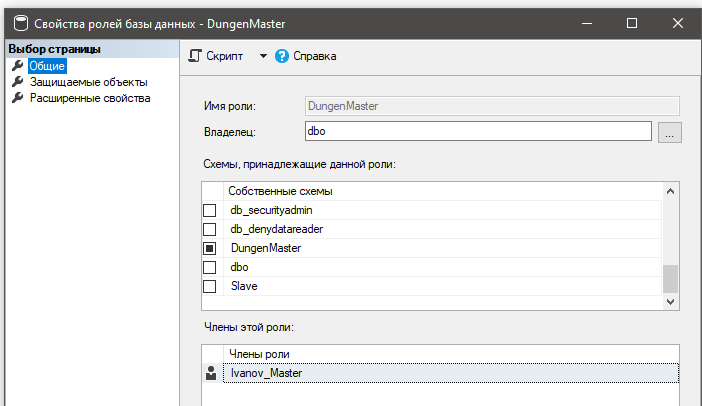 Свойства ролей базы данных - DungenMaster
Выбор страницы
Общие
Защищаемые объекты
Расширенные свойства
Скрипт
Справка
Имя роли:
DungenMaster
Владелец:
dbo
...
Схемы, принадлежащие данной роли:
Собственные схемы
db_securityadmin
db_denydatareader
DungenMaster
dbo
Slave
Члены этой роли:
Члены роли
Ivanov_Master